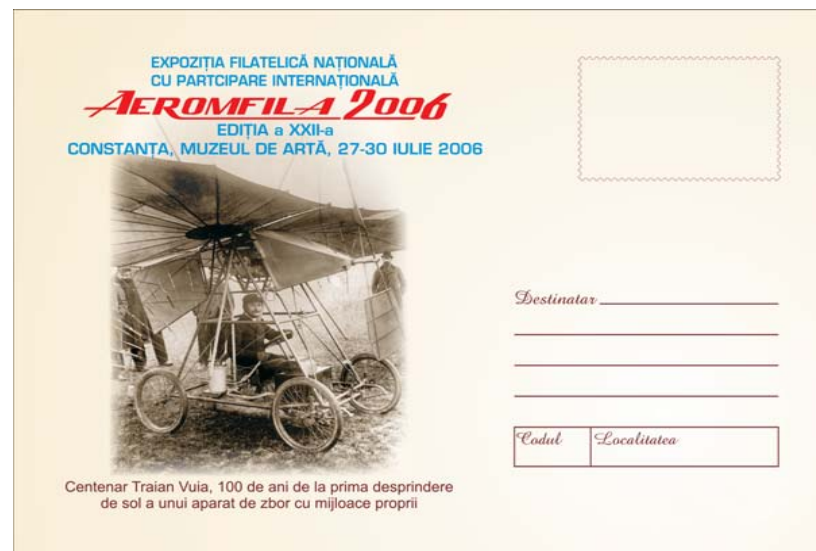 EXPOZIȚIA FILATELICĂ NAȚIONALĂ
CU PARTCIPARE INTERNAȚIONALĂ
AEROMFILA 2006
EDIȚIA a XXII-a
CONSTANȚA, MUZEUL DE ARTĂ, 27-30 IULIE 2006
Centenar Traian Vuia, 100 de ani de la prima desprindere
de sol a unui aparat de zbor cu mijloace proprii
Destinatar
Codul Localitatea